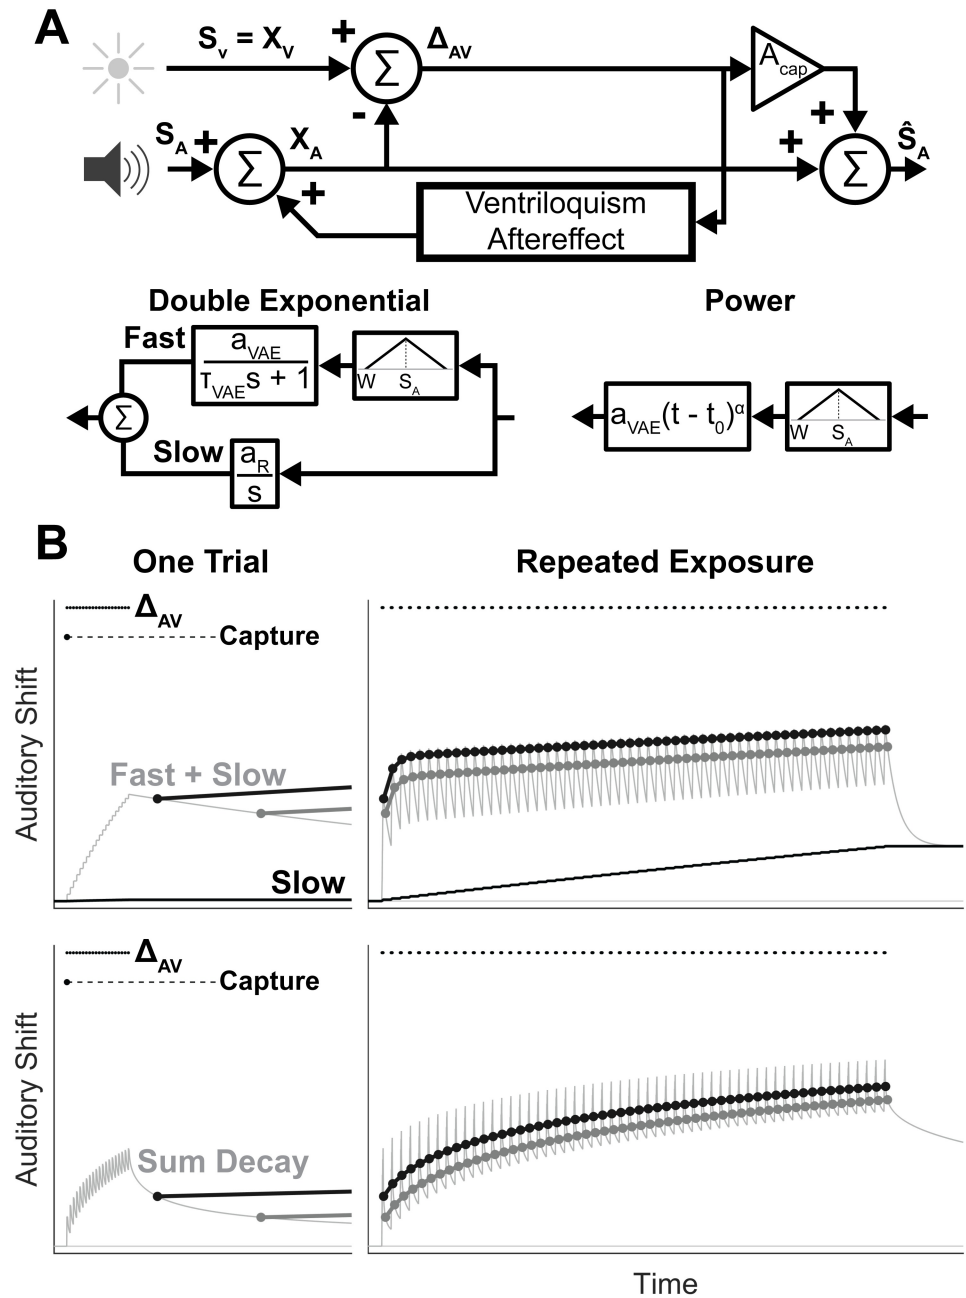 A
S_v = X_V
+
Σ
Δ_AV
A_cap
-
S_A
+
Σ
X_A
+
+
+
Σ
Ŝ_A
Ventriloquism
Aftereffect
Double Exponential
Power
Fast
a_VAE
τ_VAE s + 1
W
S_A
Σ
Slow
a_R
s
a_VAE(t - t_0)^α
W
S_A
B
One Trial
Repeated Exposure
Δ_AV
Capture
Auditory Shift
Fast + Slow
Slow
Δ_AV
Capture
Auditory Shift
Sum Decay
Time